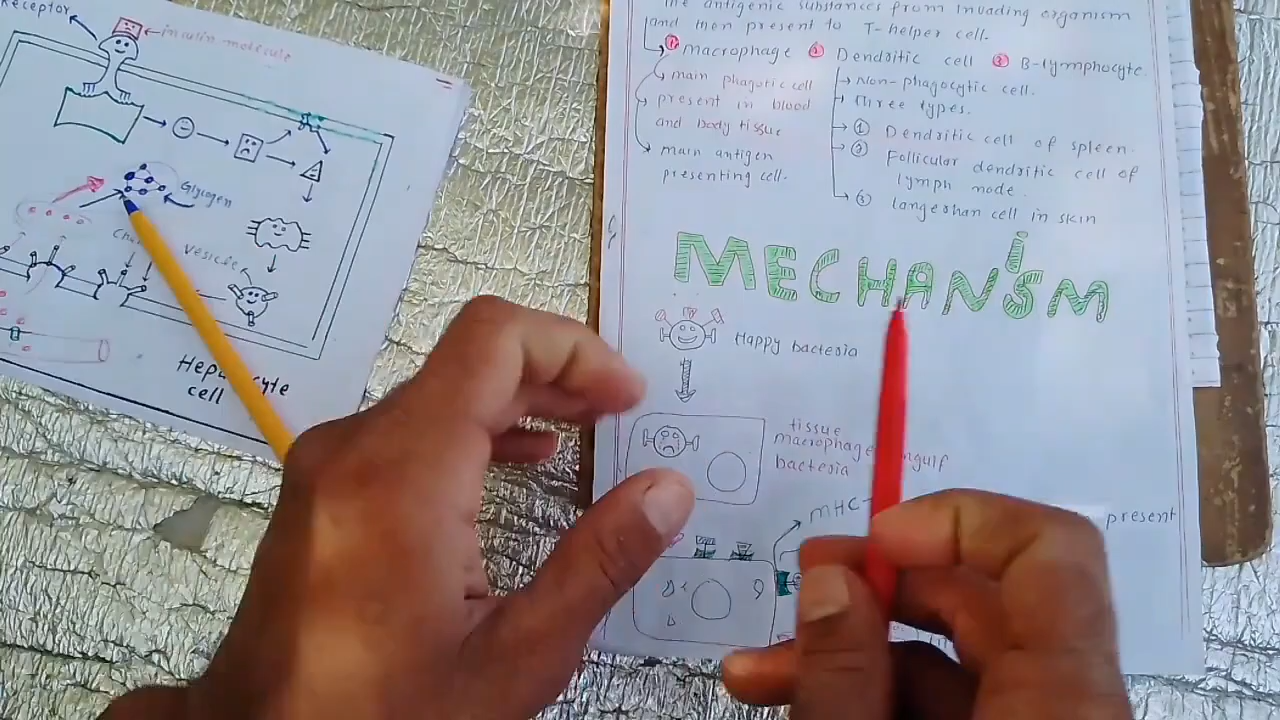 Receptor
insulin molecule
Glycogen
vesicle
cell
the antigenic substances from invading organism
and then present to T-helper cell.
① macrophage ② Dendritic cell ③ B-lymphocyte.
main phagotic cell
present in blood
and body tissue
main antigen
presenting cell.
Non-phagocytic cell.
Three types.
① Dendritic cell of spleen.
② Follicular dendritic cell of
lymph node.
③ langerhan cell in skin
MECHANiSM
Happy bacteria
tissue
macrophage
bacteria
MHC
present